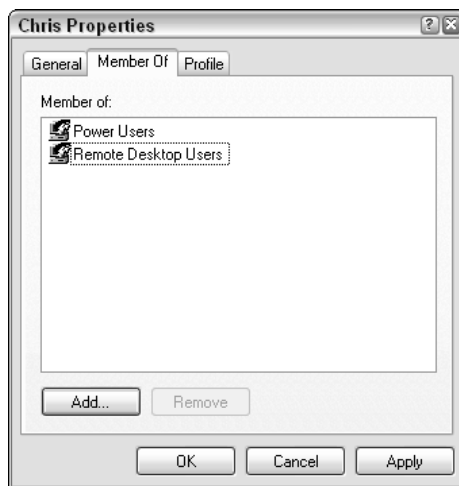 Chris Properties
General Member Of Profile
Member of:
Power Users
Remote Desktop Users
Add... Remove
OK Cancel Apply